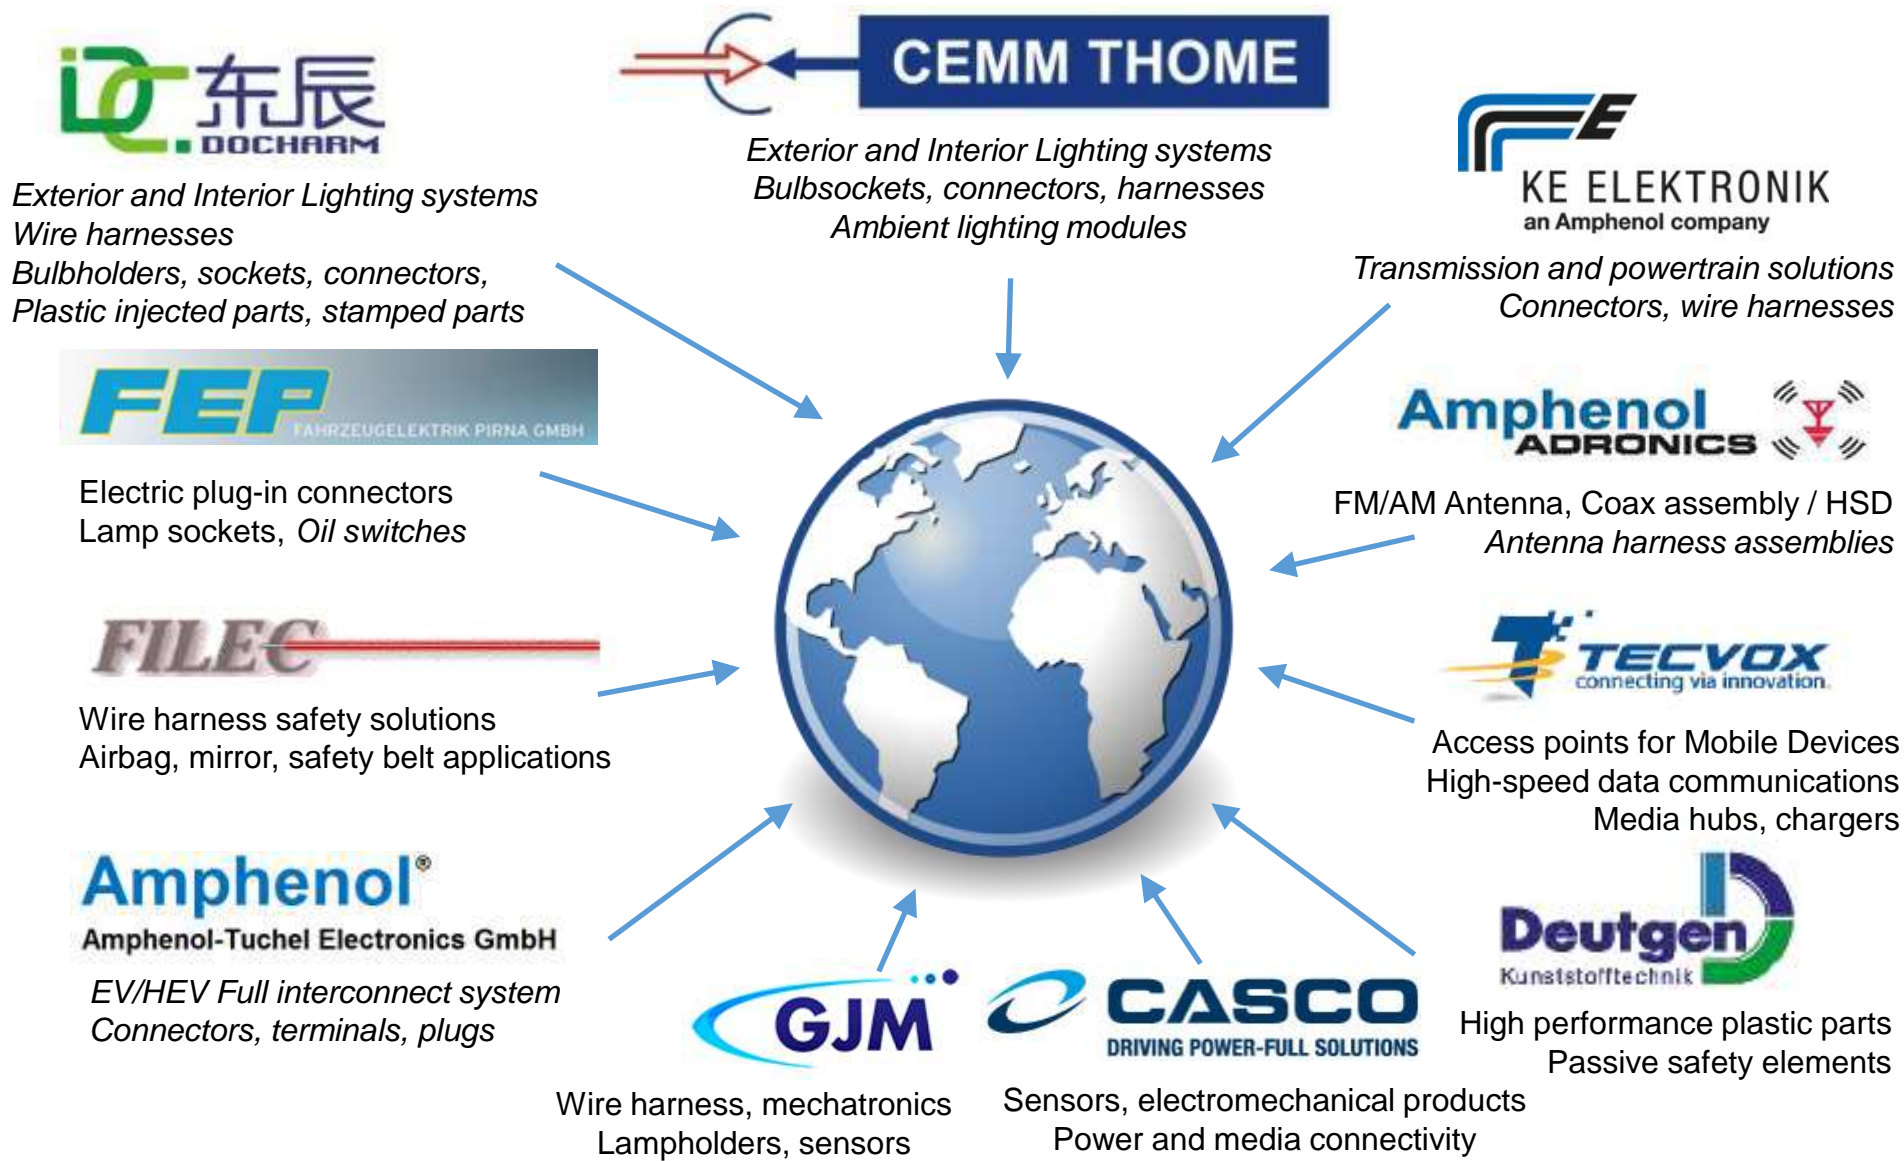 DC 东辰
DOCHARM
Exterior and Interior Lighting systems
Wire harnesses
Bulbholders, sockets, connectors,
Plastic injected parts, stamped parts
CEMM THOME
Exterior and Interior Lighting systems
Bulbsockets, connectors, harnesses
Ambient lighting modules
KE ELEKTRONIK
an Amphenol company
Transmission and powertrain solutions
Connectors, wire harnesses
FEP
FAHRZEUGELEKTRIK PIRNA GMBH
Electric plug-in connectors
Lamp sockets, Oil switches
Amphenol
ADRONICS
FM/AM Antenna, Coax assembly / HSD
Antenna harness assemblies
FILEC
Wire harness safety solutions
Airbag, mirror, safety belt applications
TECVOX
connecting via innovation.
Access points for Mobile Devices
High-speed data communications
Media hubs, chargers
Amphenol®
Amphenol-Tuchel Electronics GmbH
EV/HEV Full interconnect system
Connectors, terminals, plugs
GJM
Wire harness, mechatronics
Lampholders, sensors
CASCO
DRIVING POWER-FULL SOLUTIONS
Sensors, electromechanical products
Power and media connectivity
Deutgen
Kunststofftechnik
High performance plastic parts
Passive safety elements